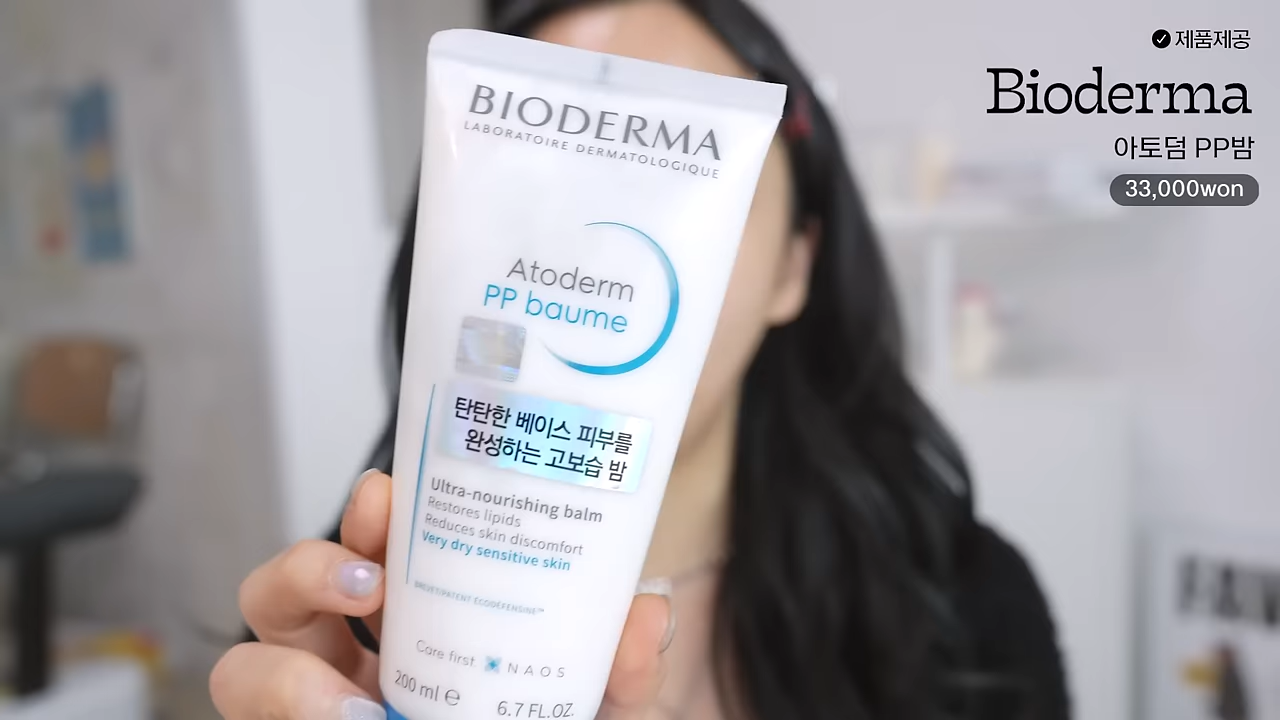 BIODERMA
LABORATOIRE DERMATOLOGIQUE
Atoderm
PP baume
탄탄한 베이스 피부를
완성하는 고보습 밤
Ultra-nourishing balm
Restores lipids
Reduces skin discomfort
Very dry sensitive skin
BREVET/PATENT ECODEFENSINE™
Care first NAOS
200 ml ℮
6.7 FL.OZ.
제품제공
Bioderma
아토덤 PP밤
33,000won